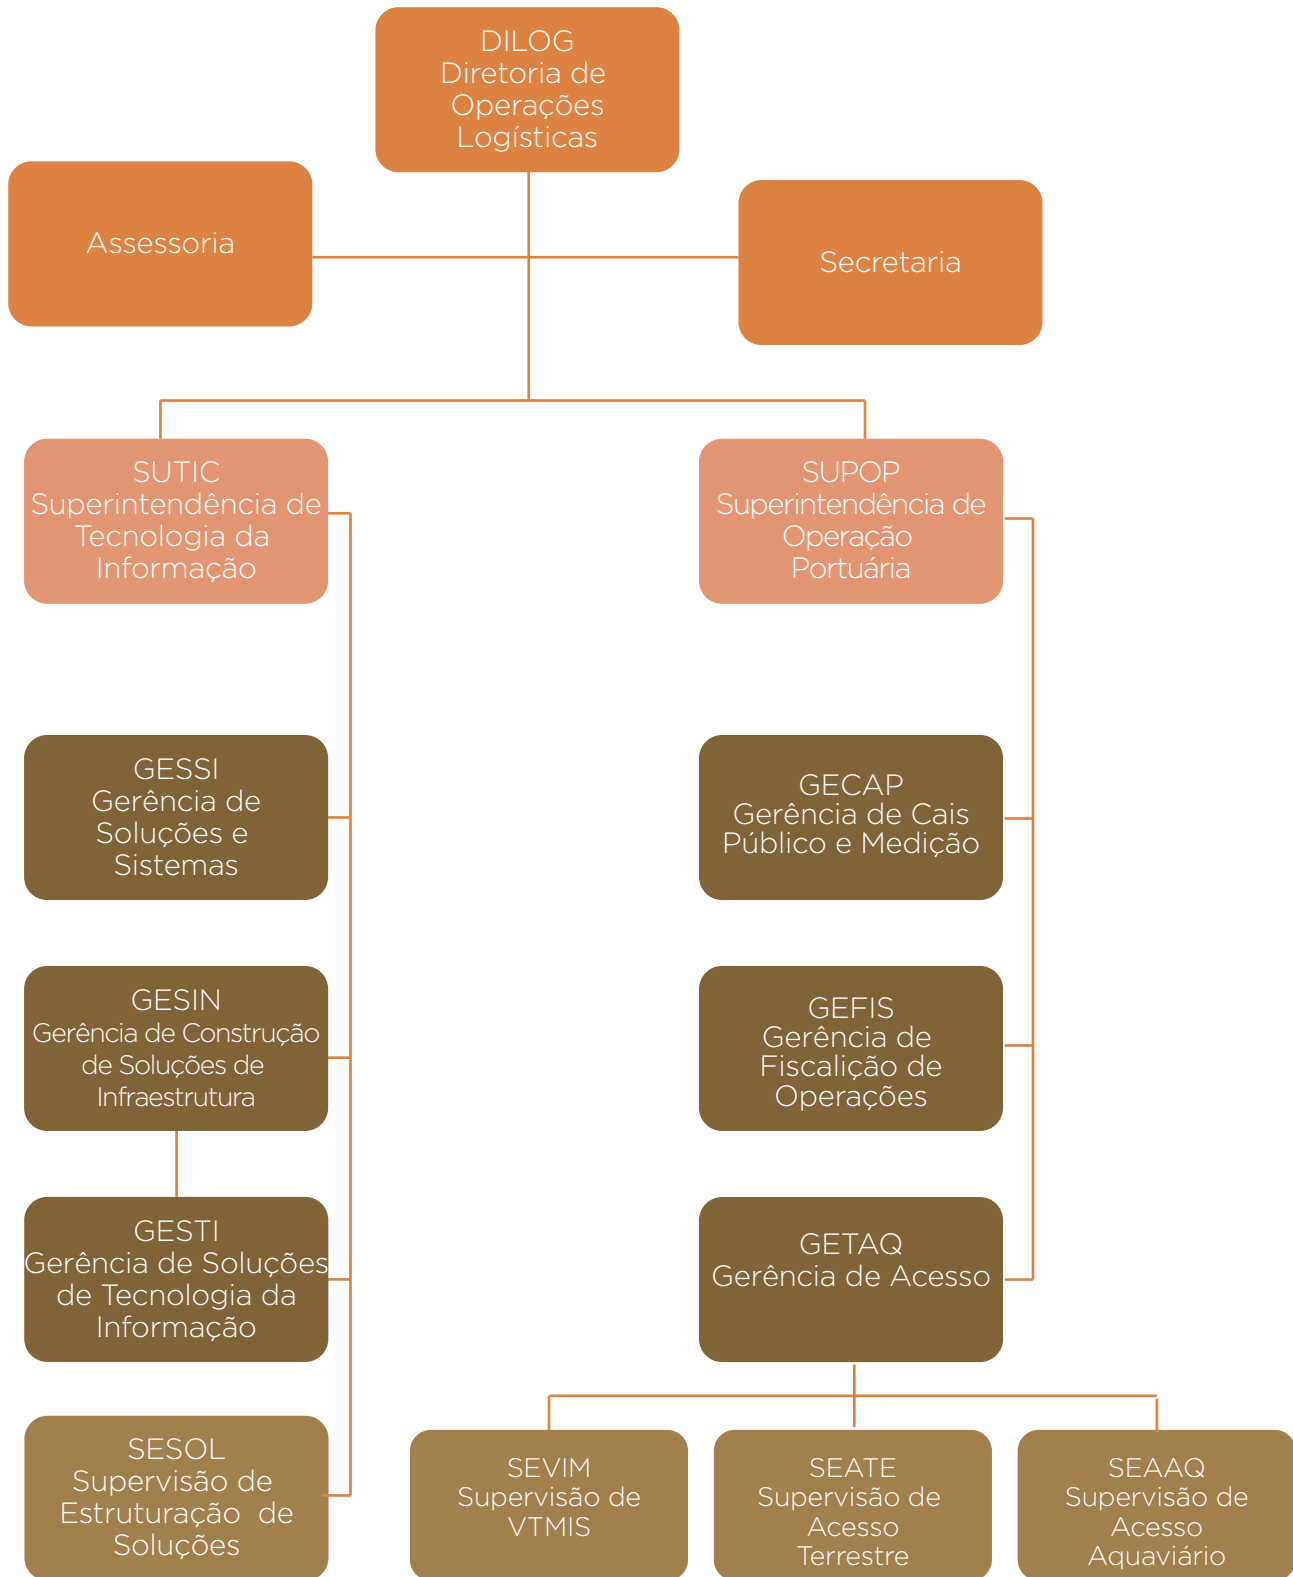 DILOG
Diretoria de
Operações
Logísticas
Assessoria
Secretaria
SUTIC
Superintendência de
Tecnologia da
Informação
SUPOP
Superintendência de
Operação
Portuária
GESSI
Gerência de
Soluções e
Sistemas
GECAP
Gerência de Cais
Público e Medição
GESIN
Gerência de Construção
de Soluções de
Infraestrutura
GEFIS
Gerência de
Fiscalição de
Operações
GESTI
Gerência de Soluções
de Tecnologia da
Informação
GETAQ
Gerência de Acesso
SESOL
Supervisão de
Estruturação de
Soluções
SEVIM
Supervisão de
VTMIS
SEATE
Supervisão de
Acesso
Terrestre
SEAAQ
Supervisão de
Acesso
Aquaviário